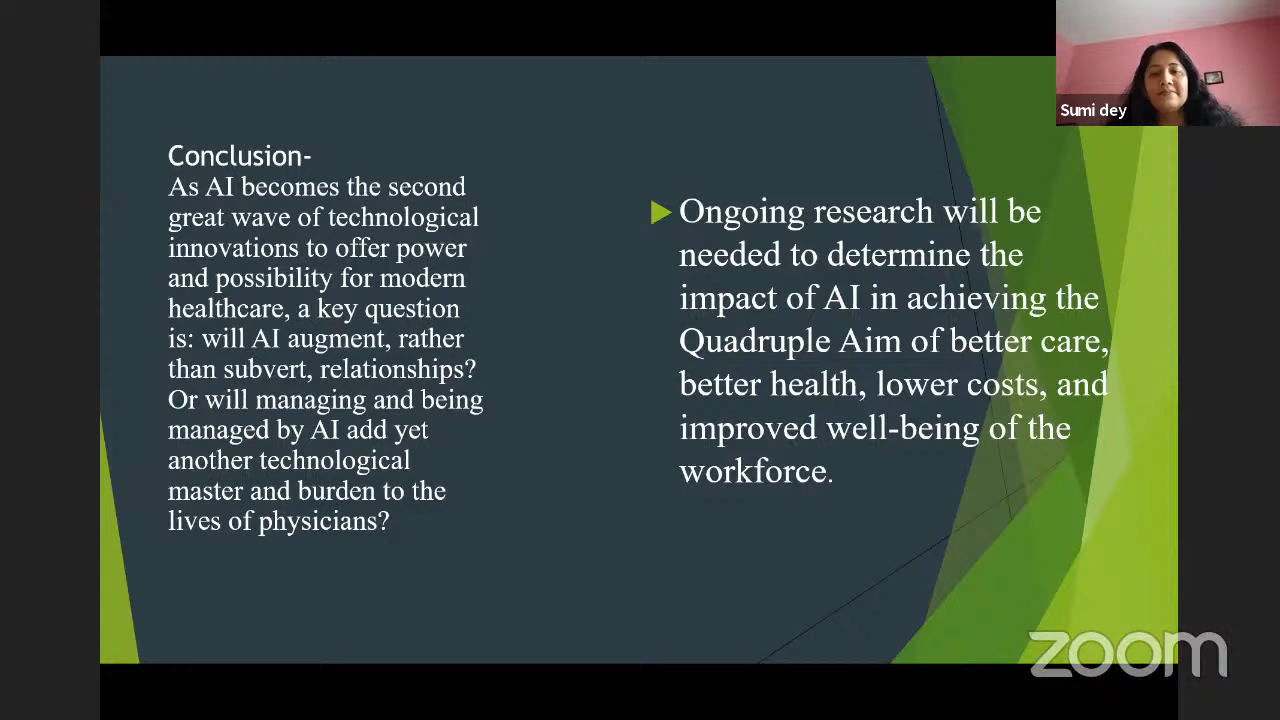 Conclusion-
As AI becomes the second
great wave of technological
innovations to offer power
and possibility for modern
healthcare, a key question
is: will AI augment, rather
than subvert, relationships?
Or will managing and being
managed by AI add yet
another technological
master and burden to the
lives of physicians?
Ongoing research will be
needed to determine the
impact of AI in achieving the
Quadruple Aim of better care,
better health, lower costs, and
improved well-being of the
workforce.
Sumi dey
zoom